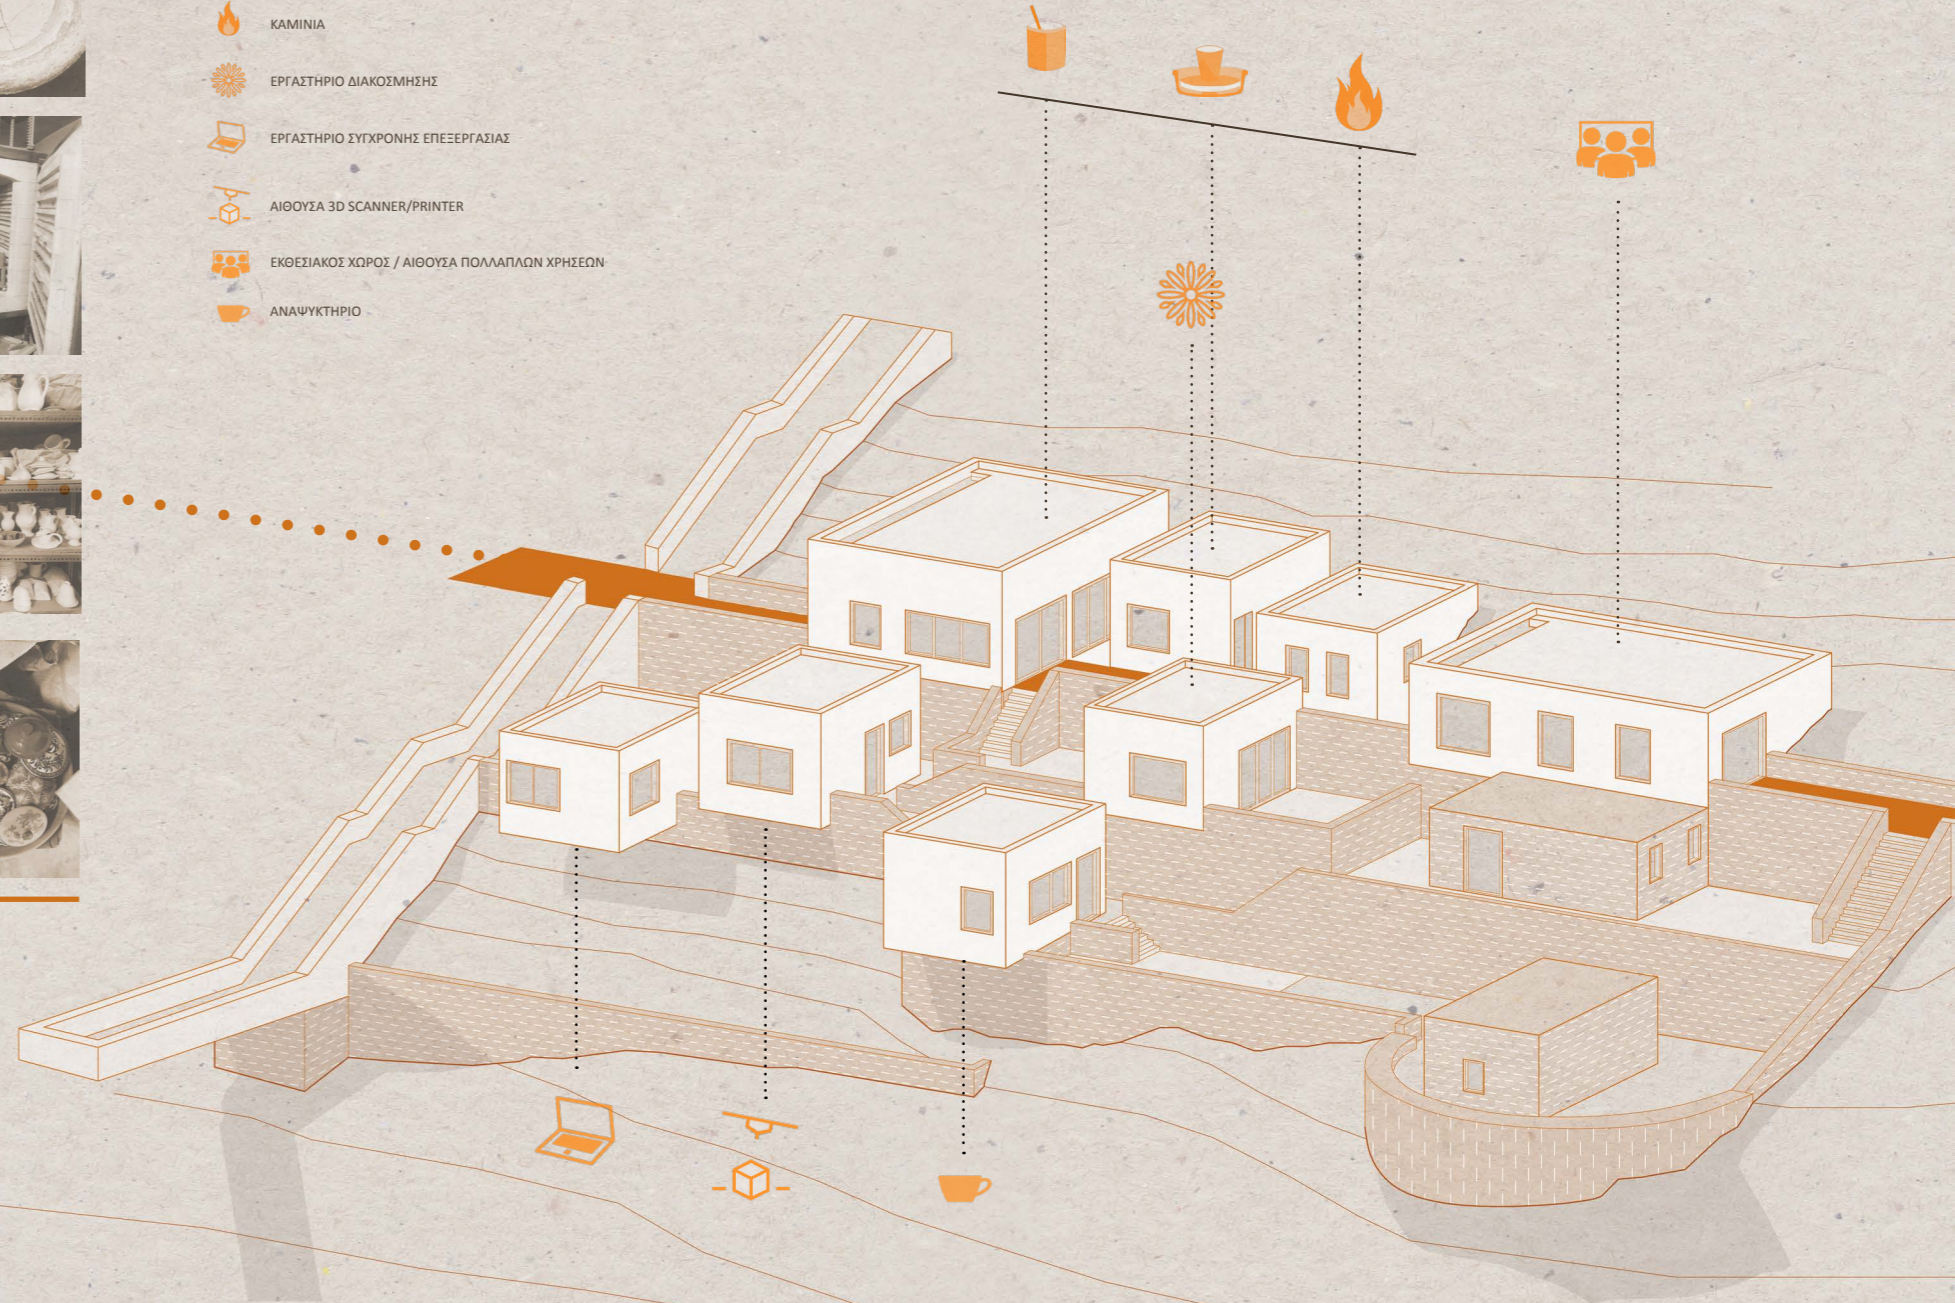 ΚΑΜΙΝΙΑ
ΕΡΓΑΣΤΗΡΙΟ ΔΙΑΚΟΣΜΗΣΗΣ
ΕΡΓΑΣΤΗΡΙΟ ΣΥΓΧΡΟΝΗΣ ΕΠΕΞΕΡΓΑΣΙΑΣ
ΑΙΘΟΥΣΑ 3D SCANNER/PRINTER
ΕΚΘΕΣΙΑΚΟΣ ΧΩΡΟΣ / ΑΙΘΟΥΣΑ ΠΟΛΛΑΠΛΩΝ ΧΡΗΣΕΩΝ
ΑΝΑΨΥΚΤΗΡΙΟ